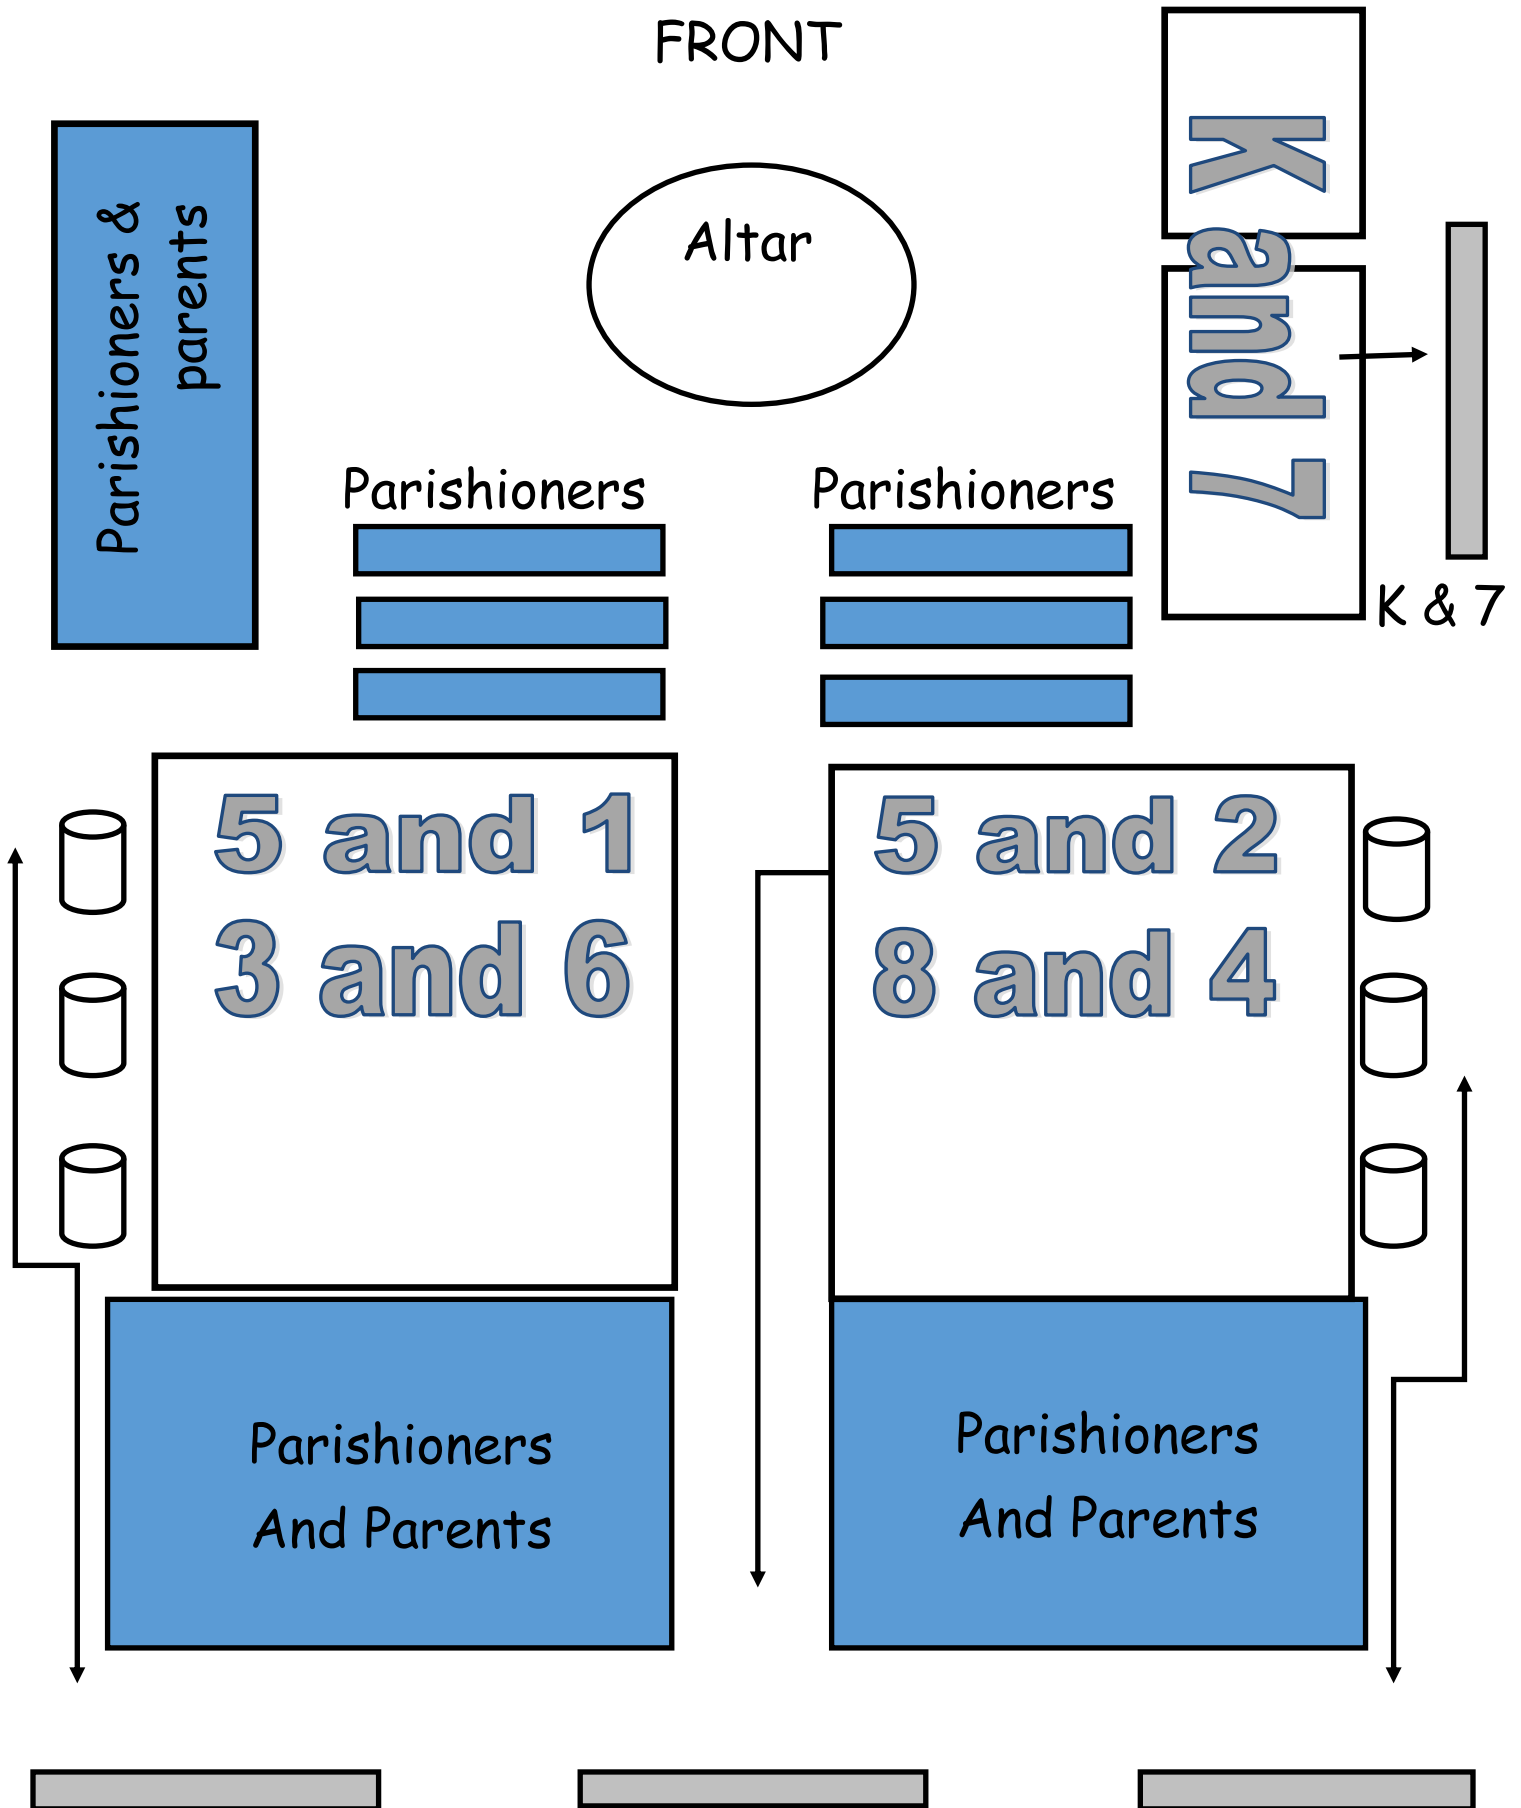 FRONT
Parishioners &
parents
Altar
K and 7
Parishioners
Parishioners
K & 7
5 and 1
3 and 6
5 and 2
8 and 4
Parishioners
And Parents
Parishioners
And Parents